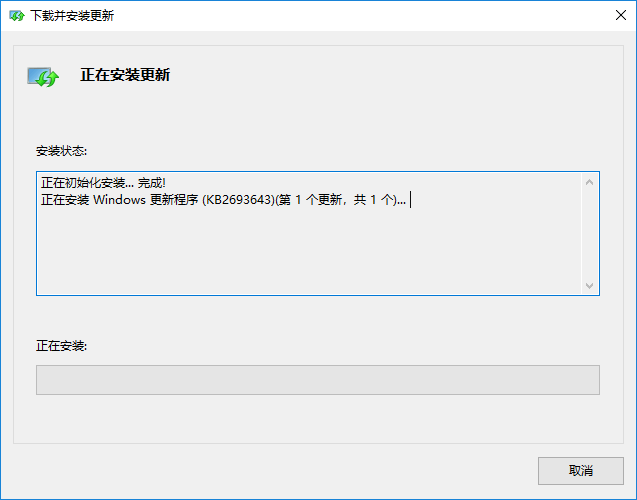 下载并安装更新
正在安装更新
安装状态:
正在初始化安装... 完成!
正在安装 Windows 更新程序 (KB2693643)(第 1 个更新，共 1 个)...
正在安装:
取消